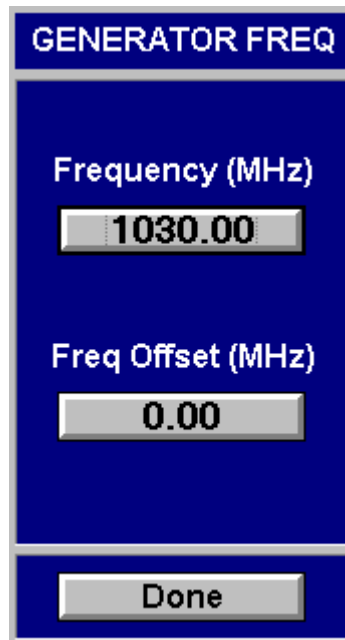 GENERATOR FREQ
Frequency (MHz)
1030.00
Freq Offset (MHz)
0.00
Done